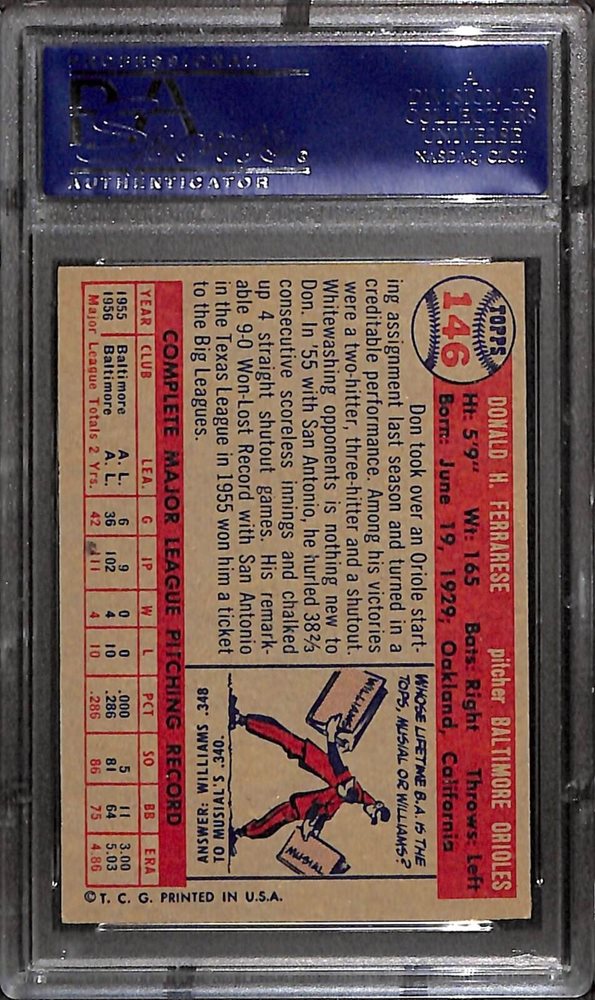 PROFESSIONAL
PSA
AUTHENTICATOR
A
DIVISION OF
COLLECTORS
UNIVERSE
NASDAQ: CLCT
TOPPS
146
DONALD H. FERRARESE pitcher BALTIMORE ORIOLES
Ht: 5'9" Wt: 165 Bats: Right Throws: Left
Born: June 19, 1929, Oakland, California
Don took over an Oriole start-
ing assignment last season and turned in a
creditable performance. Among his victories
were a two-hitter, three-hitter and a shutout.
Whitewashing opponents is nothing new to
Don. In '55 with San Antonio, he hurled 38⅔
consecutive scoreless innings and chalked
up 4 straight shutout games. His remark-
able 9-0 Won-Lost Record with San Antonio
in the Texas League in 1955 won him a ticket
to the Big Leagues.
WHOSE LIFETIME B.A. IS THE
TOPS, MUSIAL OR WILLIAMS?
WILLIAMS
MUSIAL
ANSWER: WILLIAMS .348
TO MUSIAL'S .340.
COMPLETE MAJOR LEAGUE PITCHING RECORD
YEAR CLUB LEA. G IP W L PCT SO BB ERA
1955 Baltimore A. L. 6 9 0 0 .000 5 11 3.00
1956 Baltimore A. L. 36 102 4 10 .286 81 64 5.03
Major League Totals 2 Yrs. 42 111 4 10 .286 86 75 4.86
© T. C. G. PRINTED IN U.S.A.